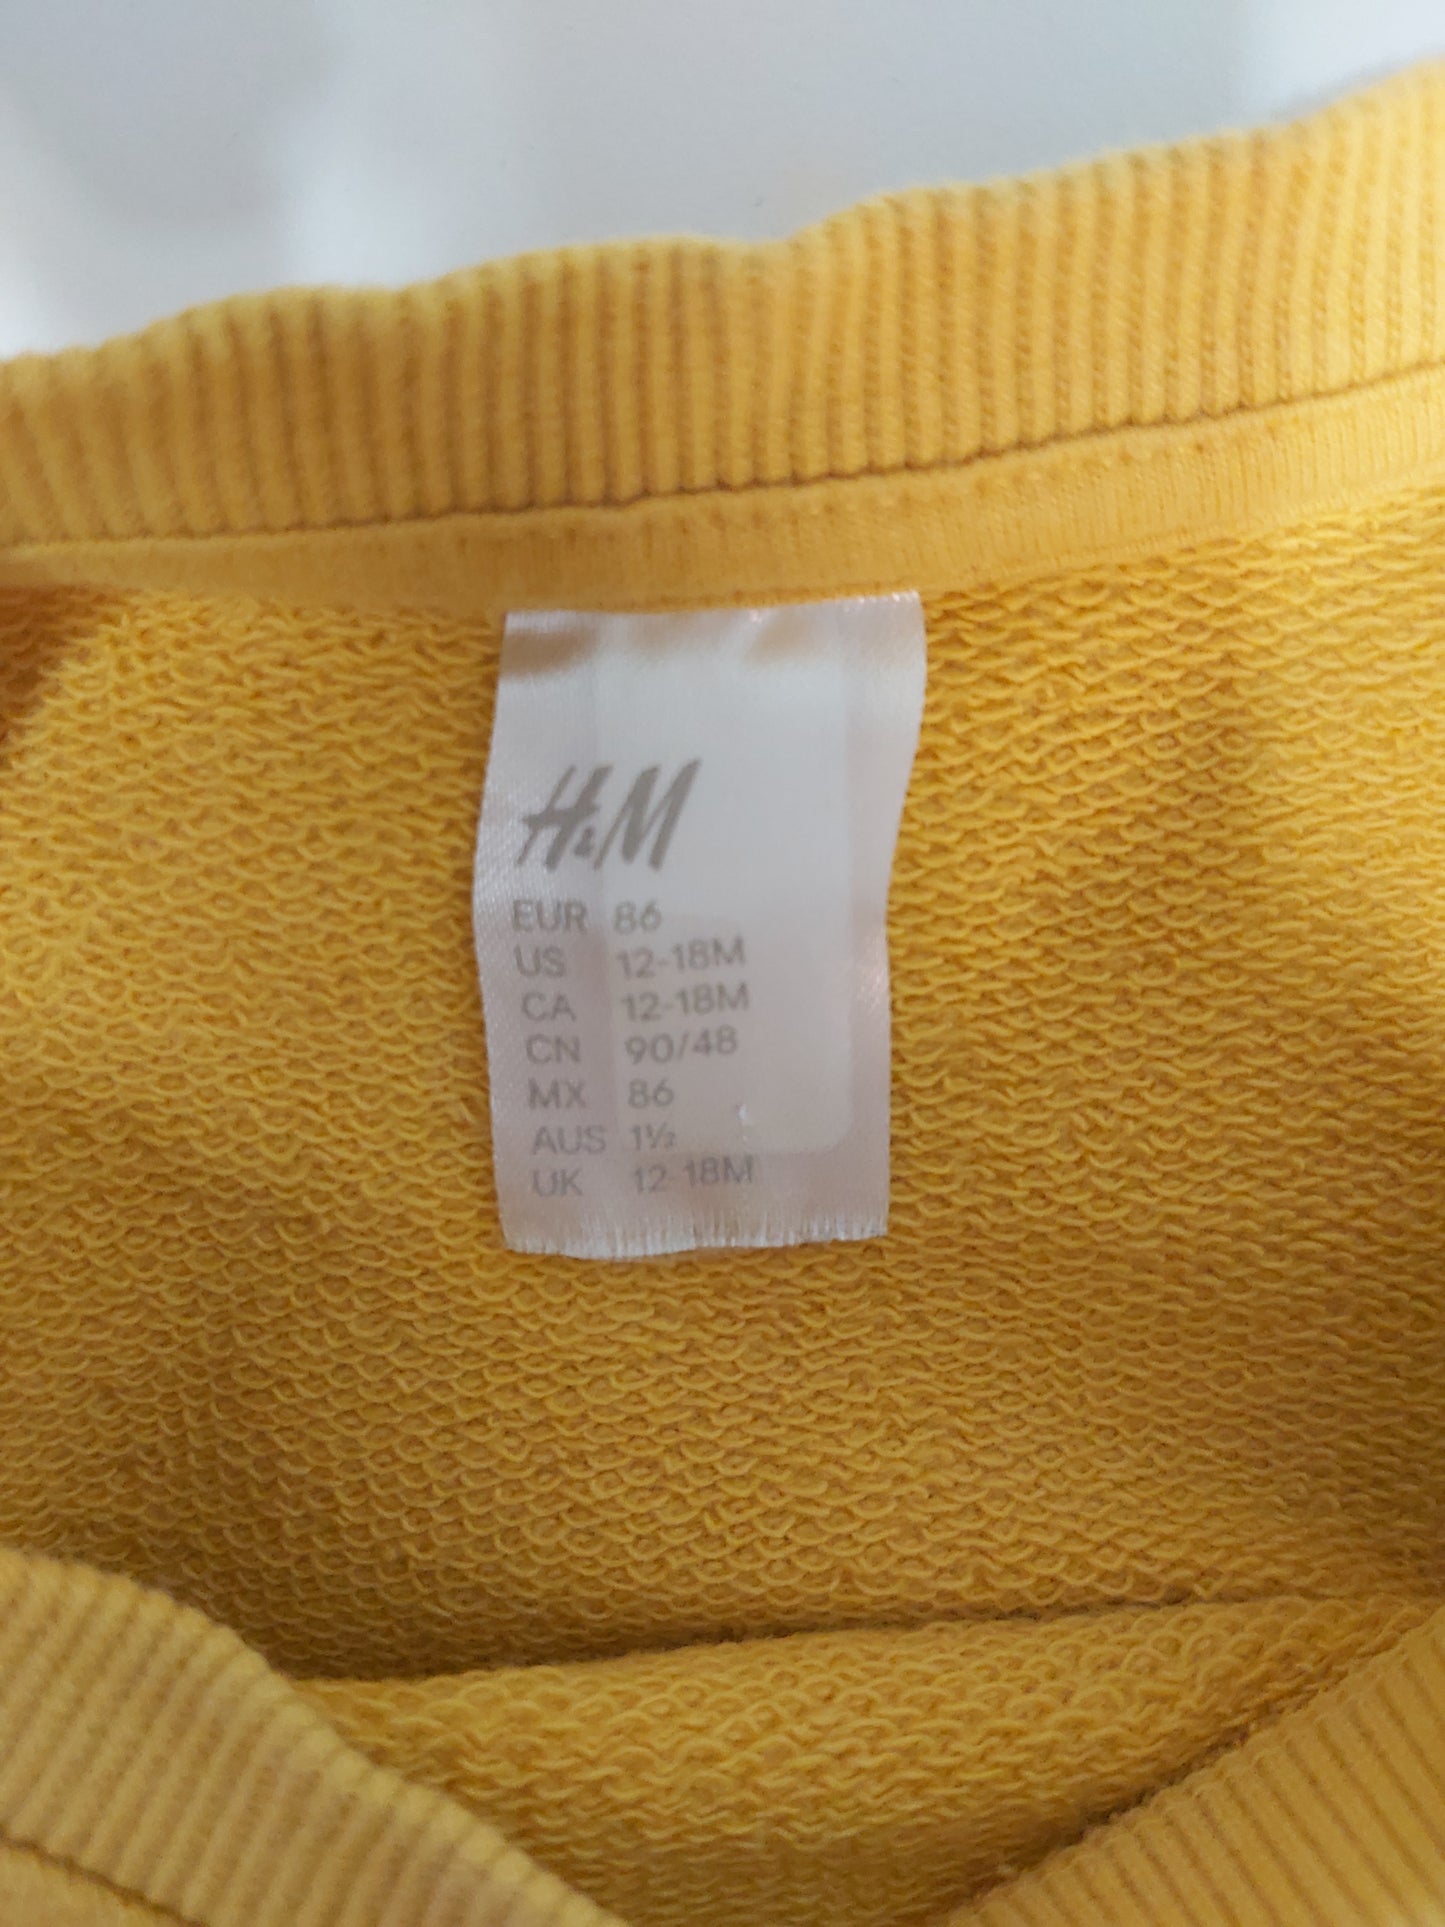 H&M
EUR 86
US 12-18M
CA 12-18M
CN 90/48
MX 86
AUS 1½
UK 12-18M